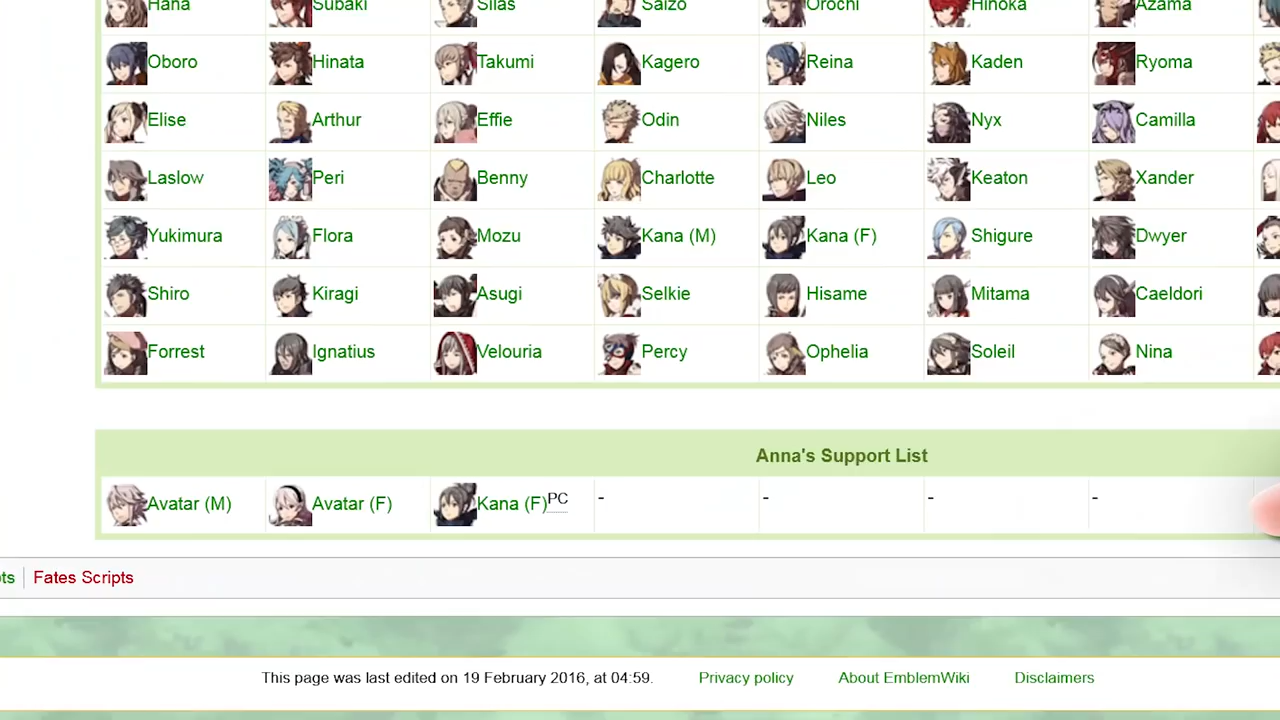 Hana Subaki Silas Saizo Orochi Hinoka Azama
Oboro Hinata Takumi Kagero Reina Kaden Ryoma
Elise Arthur Effie Odin Niles Nyx Camilla
Laslow Peri Benny Charlotte Leo Keaton Xander
Yukimura Flora Mozu Kana (M) Kana (F) Shigure Dwyer
Shiro Kiragi Asugi Selkie Hisame Mitama Caeldori
Forrest Ignatius Velouria Percy Ophelia Soleil Nina
Anna's Support List
Avatar (M) Avatar (F) Kana (F)PC - - - -
ots Fates Scripts
This page was last edited on 19 February 2016, at 04:59. Privacy policy About EmblemWiki Disclaimers